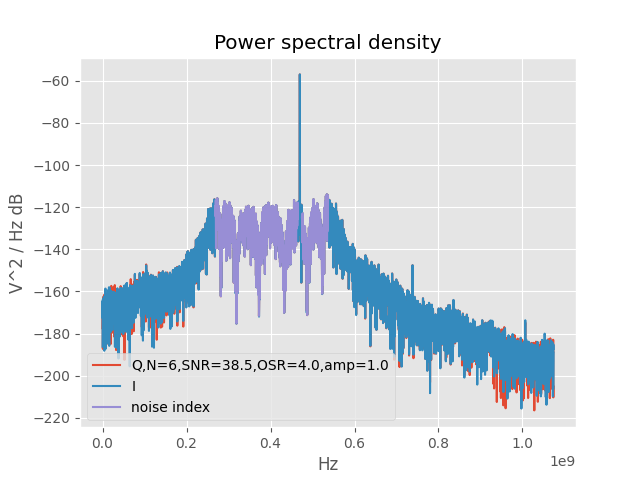 Power spectral density
V^2 / Hz dB
−60
−80
−100
−120
−140
−160
−180
−200
−220
Q,N=6,SNR=38.5,OSR=4.0,amp=1.0
I
noise index
0.0 0.2 0.4 0.6 0.8 1.0
1e9
Hz